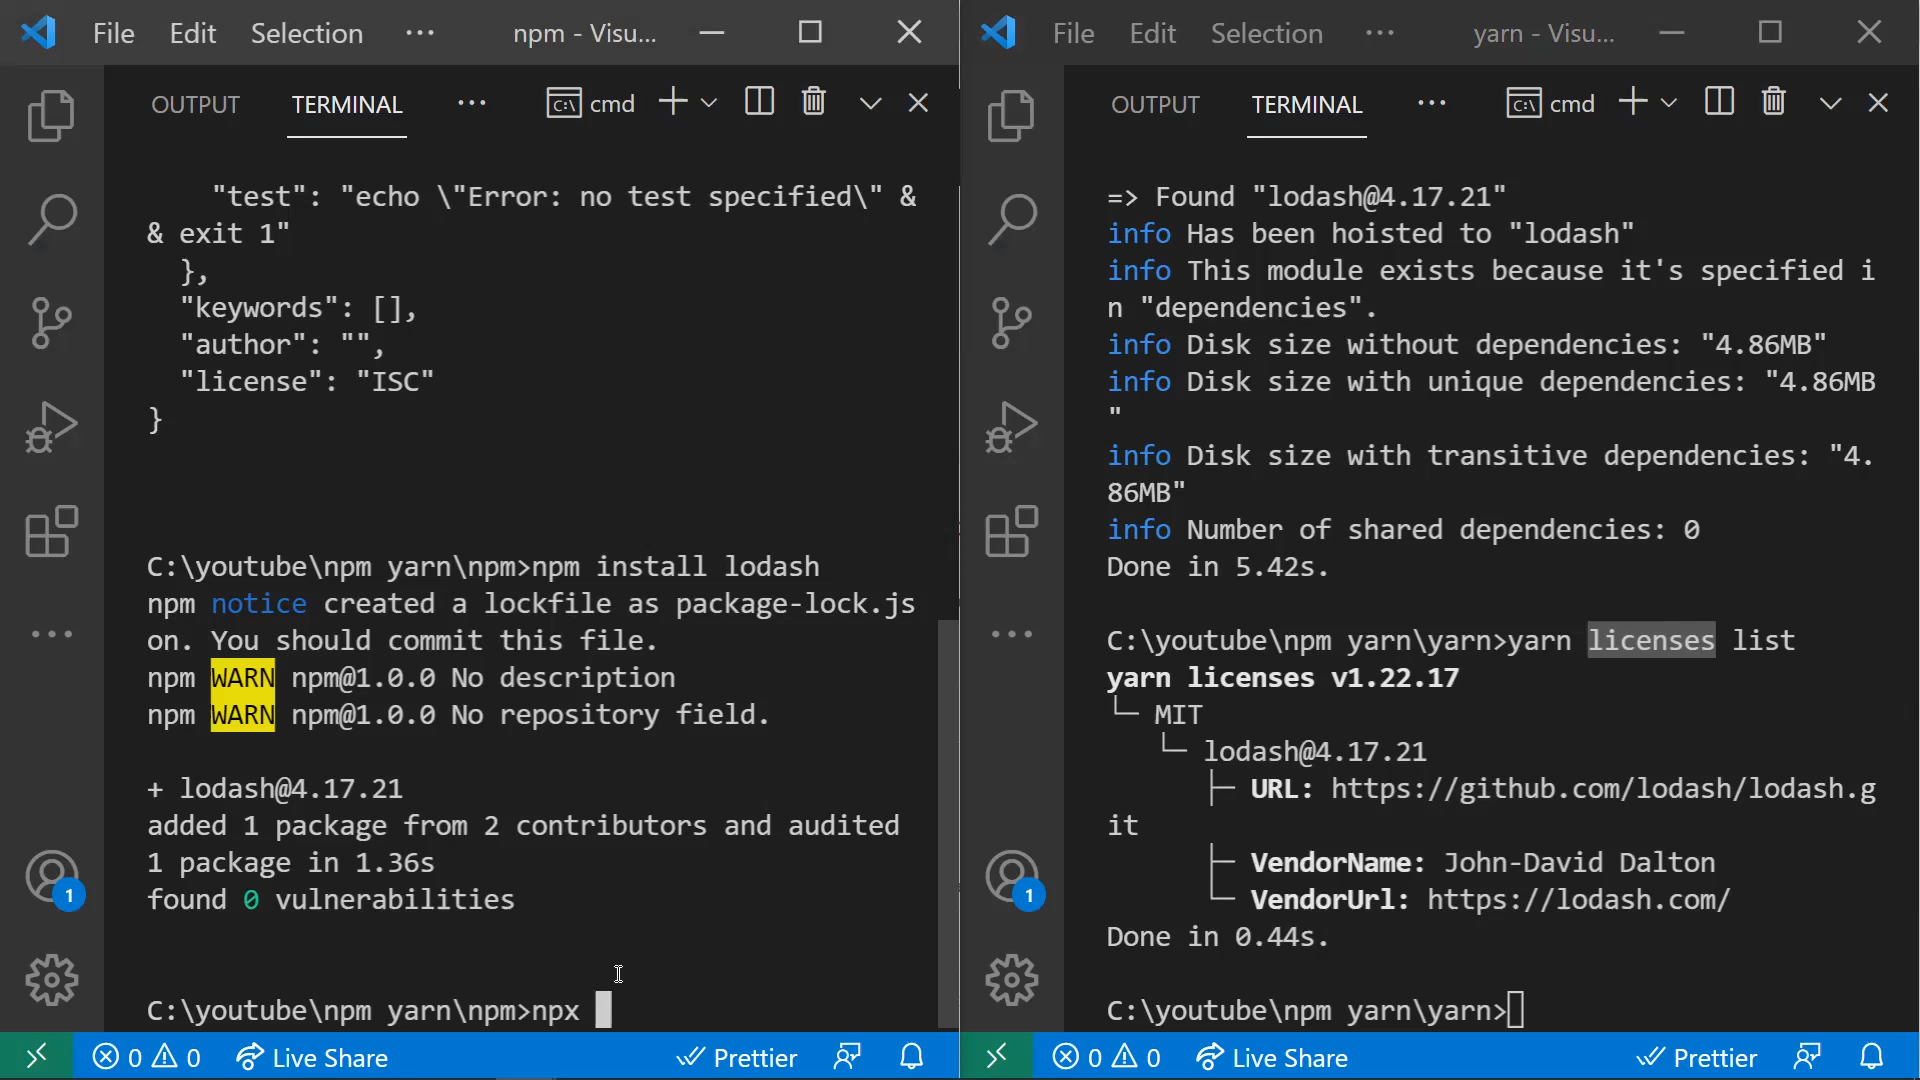 File Edit Selection ··· npm - Visu...
OUTPUT TERMINAL ··· cmd
"test": "echo \"Error: no test specified\" &
& exit 1"
},
"keywords": [],
"author": "",
"license": "ISC"
}
C:\youtube\npm yarn\npm>npm install lodash
npm notice created a lockfile as package-lock.js
on. You should commit this file.
npm WARN npm@1.0.0 No description
npm WARN npm@1.0.0 No repository field.
+ lodash@4.17.21
added 1 package from 2 contributors and audited
1 package in 1.36s
found 0 vulnerabilities
C:\youtube\npm yarn\npm>npx
1
0 0 Live Share Prettier
File Edit Selection ··· yarn - Visu...
OUTPUT TERMINAL ··· cmd
=> Found "lodash@4.17.21"
info Has been hoisted to "lodash"
info This module exists because it's specified i
n "dependencies".
info Disk size without dependencies: "4.86MB"
info Disk size with unique dependencies: "4.86MB
"
info Disk size with transitive dependencies: "4.
86MB"
info Number of shared dependencies: 0
Done in 5.42s.
C:\youtube\npm yarn\yarn>yarn licenses list
yarn licenses v1.22.17
└─ MIT
└─ lodash@4.17.21
├─ URL: https://github.com/lodash/lodash.g
it
├─ VendorName: John-David Dalton
└─ VendorUrl: https://lodash.com/
Done in 0.44s.
C:\youtube\npm yarn\yarn>
1
0 0 Live Share Prettier